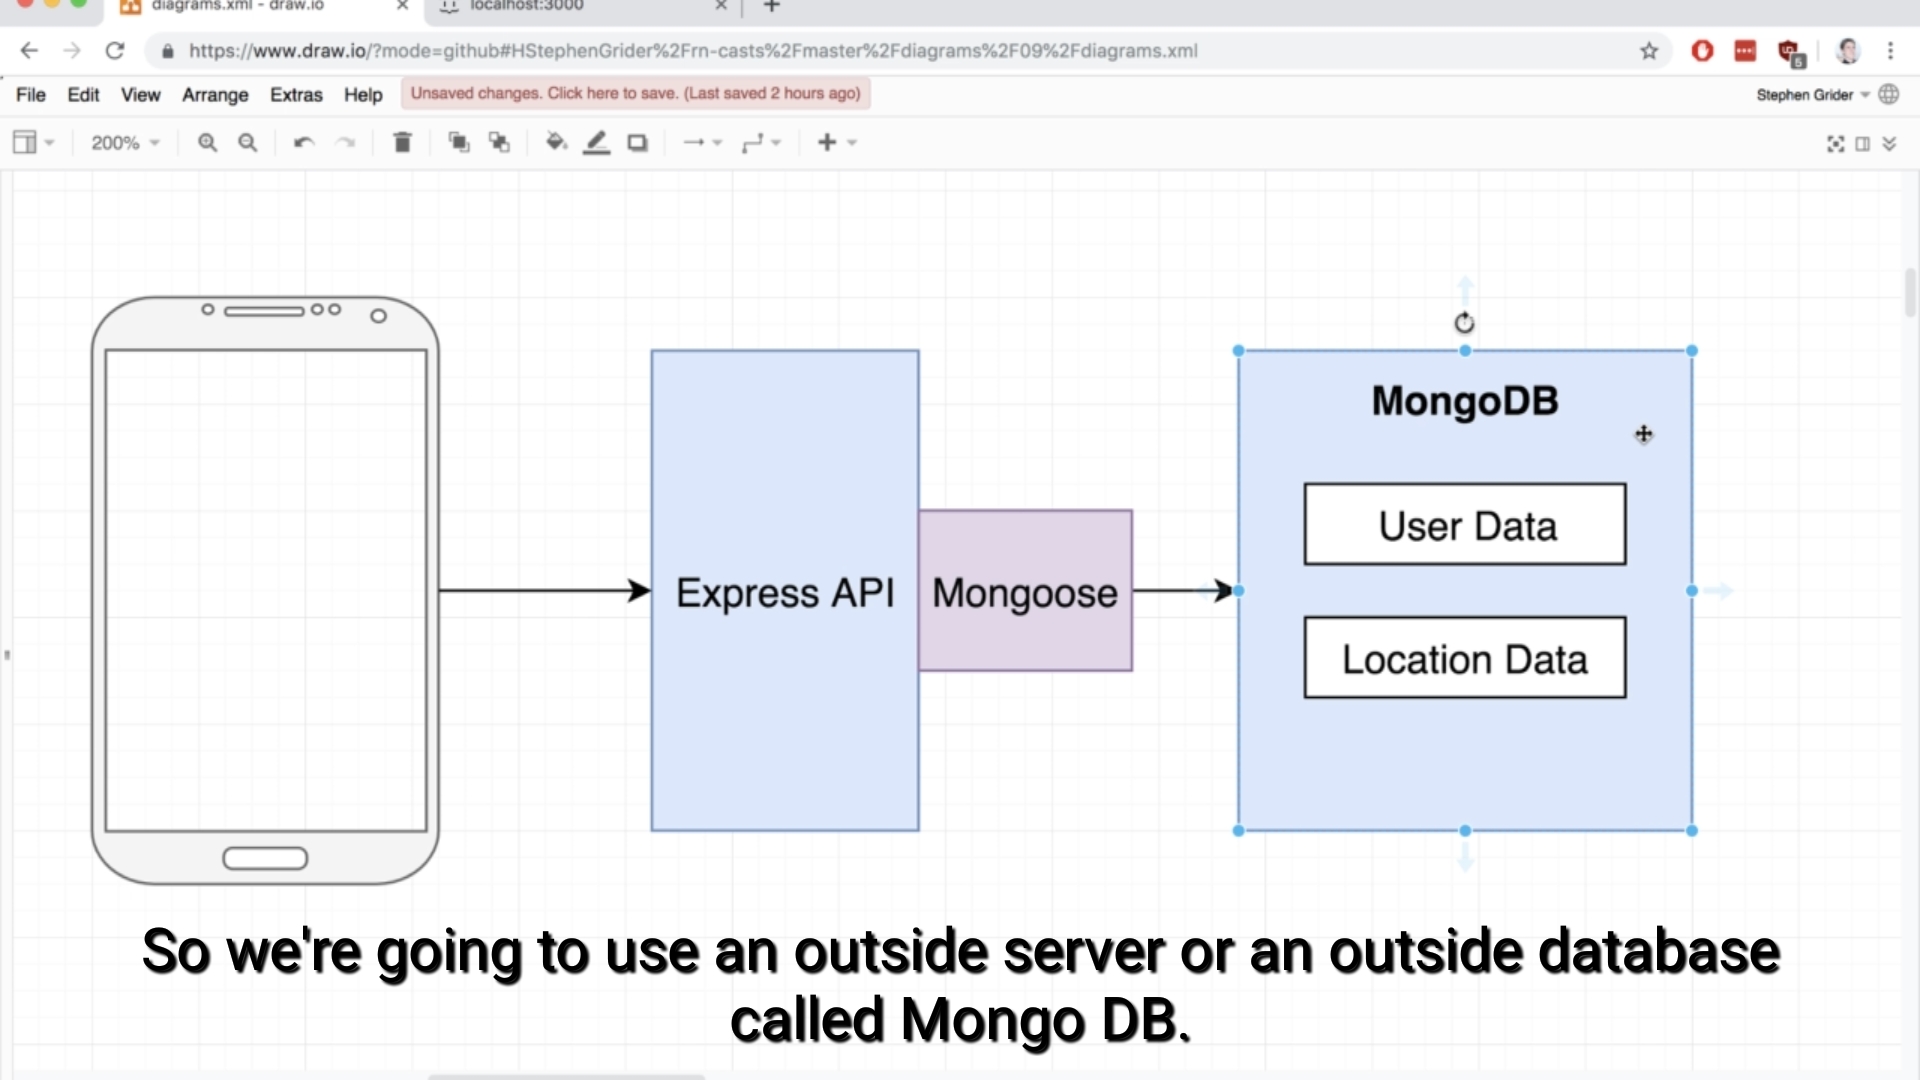 diagrams.xml - draw.io
localhost:3000
https://www.draw.io/?mode=github#HStephenGrider%2Frn-casts%2Fmaster%2Fdiagrams%2F09%2Fdiagrams.xml
5
File Edit View Arrange Extras Help Unsaved changes. Click here to save. (Last saved 2 hours ago) Stephen Grider
200%
MongoDB
User Data
Express API Mongoose
Location Data
So we're going to use an outside server or an outside database
called Mongo DB.